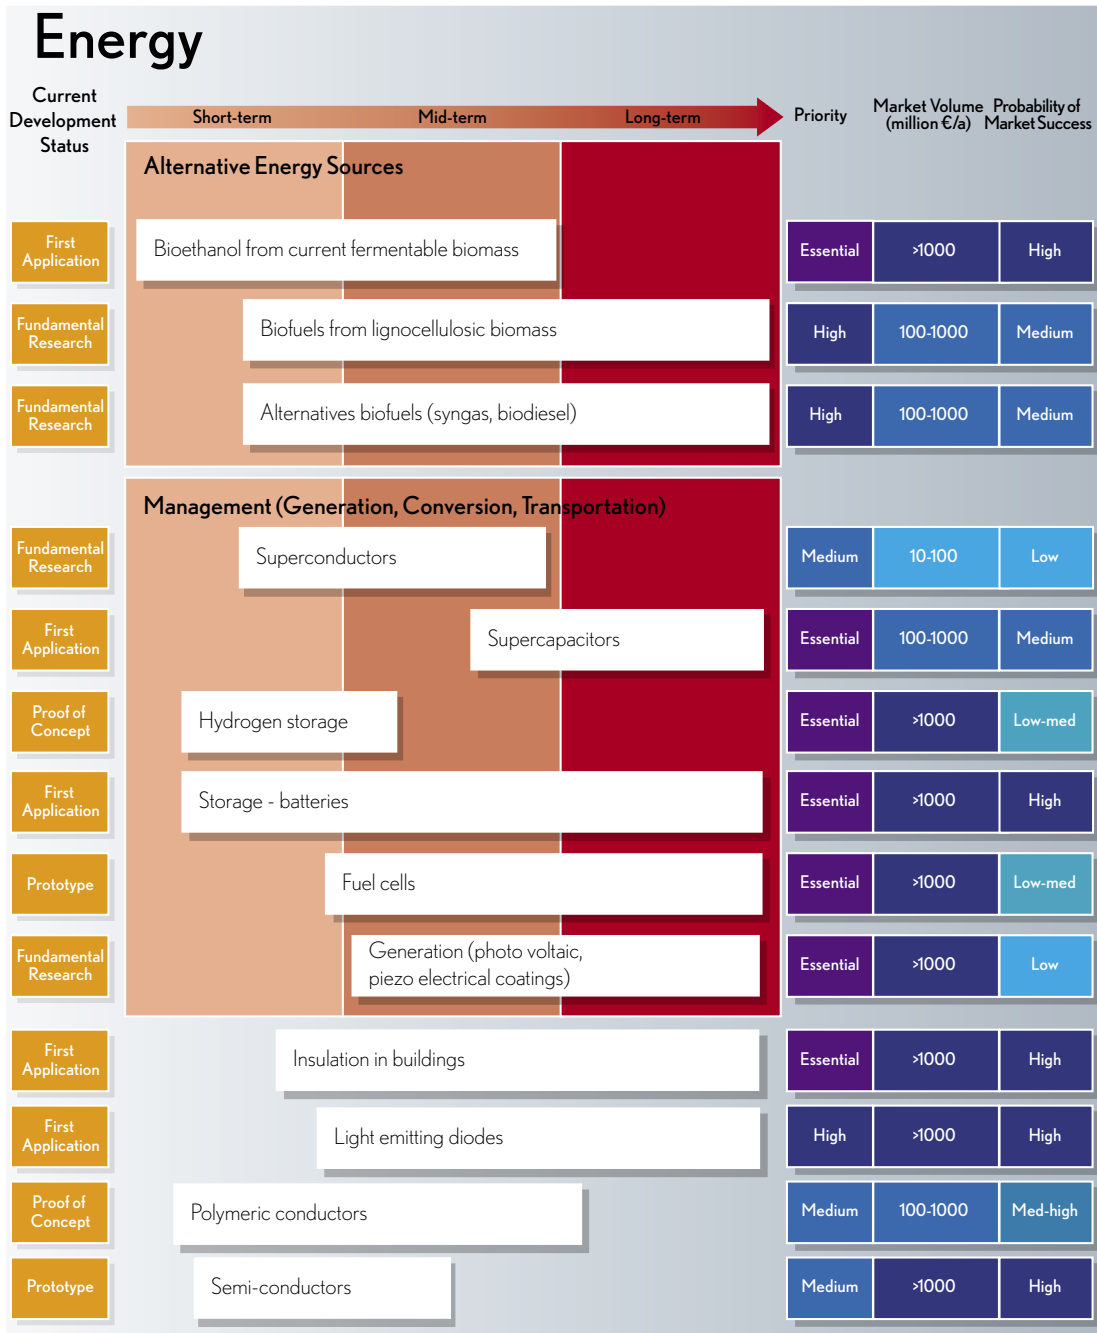 Energy
Current
Development
Status
Short-term
Mid-term
Long-term
Priority
Market Volume
(million €/a)
Probability of
Market Success
Alternative Energy Sources
First
Application
Bioethanol from current fermentable biomass
Essential
>1000
High
Fundamental
Research
Biofuels from lignocellulosic biomass
High
100-1000
Medium
Fundamental
Research
Alternatives biofuels (syngas, biodiesel)
High
100-1000
Medium
Management (Generation, Conversion, Transportation)
Fundamental
Research
Superconductors
Medium
10-100
Low
First
Application
Supercapacitors
Essential
100-1000
Medium
Proof of
Concept
Hydrogen storage
Essential
>1000
Low-med
First
Application
Storage - batteries
Essential
>1000
High
Prototype
Fuel cells
Essential
>1000
Low-med
Fundamental
Research
Generation (photo voltaic,
piezo electrical coatings)
Essential
>1000
Low
First
Application
Insulation in buildings
Essential
>1000
High
First
Application
Light emitting diodes
High
>1000
High
Proof of
Concept
Polymeric conductors
Medium
100-1000
Med-high
Prototype
Semi-conductors
Medium
>1000
High